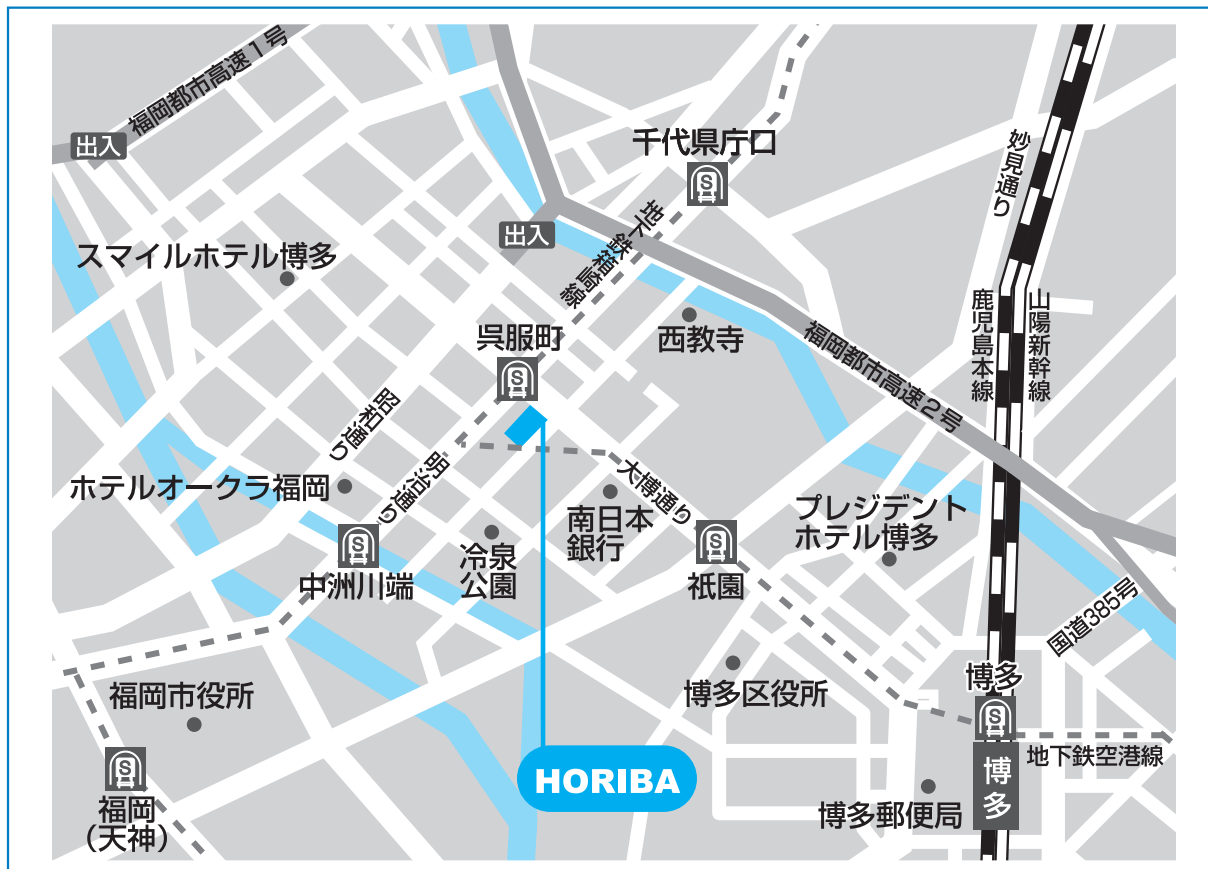 福岡都市高速1号
出入
千代県庁口
S
妙見通り
地下鉄箱崎線
出入
スマイルホテル博多
鹿児島本線
山陽新幹線
呉服町
S
西教寺
福岡都市高速2号
昭和通り
明治通り
大博通り
ホテルオークラ福岡
南日本
銀行
プレジデント
ホテル博多
S
中洲川端
冷泉
公園
S
祇園
国道385号
博多
S
福岡市役所
博多区役所
地下鉄空港線
S
福岡
（天神）
HORIBA
博多
博多郵便局